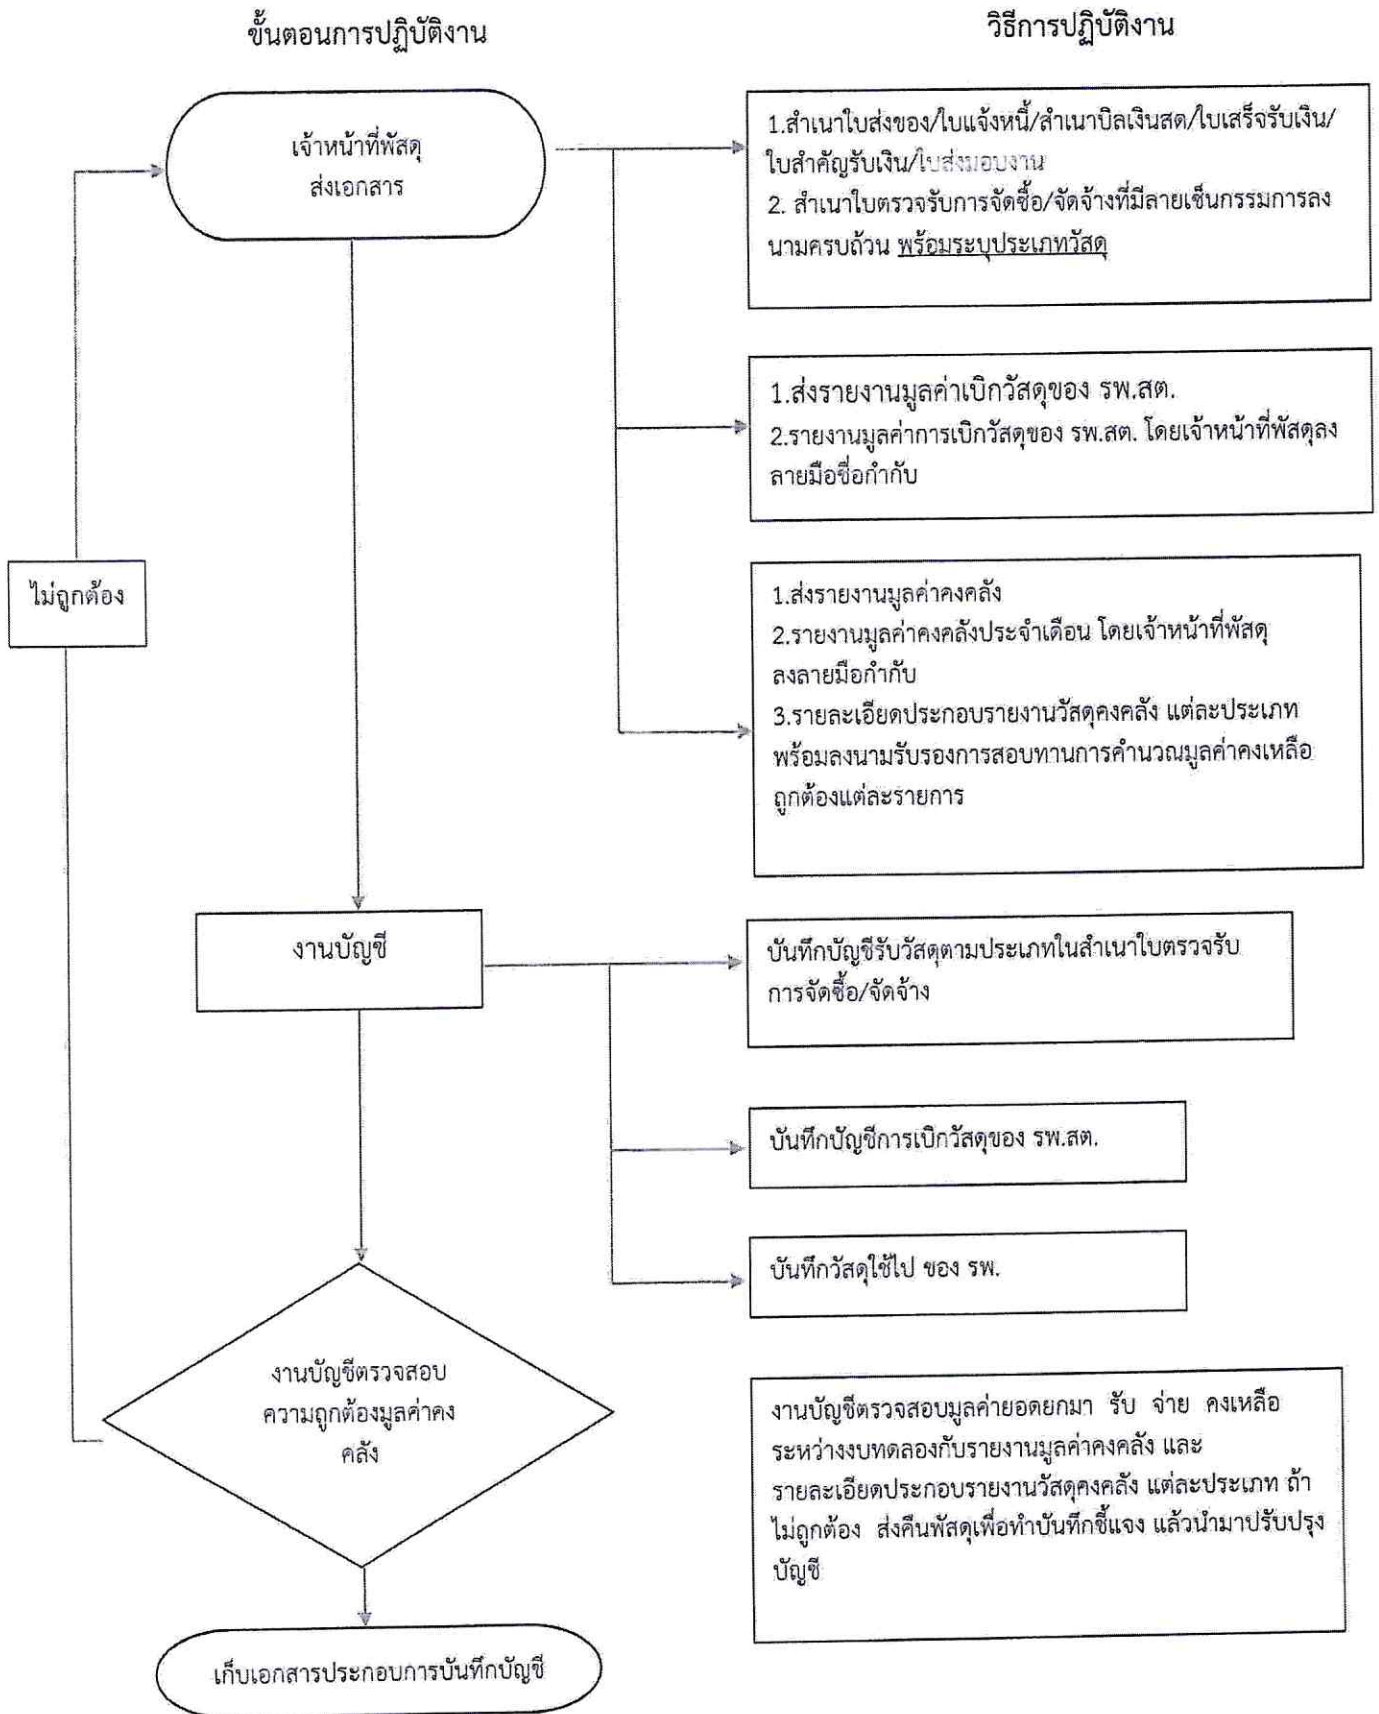 ขั้นตอนการปฏิบัติงาน
วิธีการปฏิบัติงาน
เจ้าหน้าที่พัสดุ
ส่งเอกสาร
1.สำเนาใบส่งของ/ใบแจ้งหนี้/สำเนาบิลเงินสด/ใบเสร็จรับเงิน/
ใบสำคัญรับเงิน/ใบส่งมอบงาน
2. สำเนาใบตรวจรับการจัดซื้อ/จัดจ้างที่มีลายเซ็นกรรมการลง
นามครบถ้วน พร้อมระบุประเภทวัสดุ
1.ส่งรายงานมูลค่าเบิกวัสดุของ รพ.สต.
2.รายงานมูลค่าการเบิกวัสดุของ รพ.สต. โดยเจ้าหน้าที่พัสดุลง
ลายมือชื่อกำกับ
ไม่ถูกต้อง
1.ส่งรายงานมูลค่าคงคลัง
2.รายงานมูลค่าคงคลังประจำเดือน โดยเจ้าหน้าที่พัสดุ
ลงลายมือกำกับ
3.รายละเอียดประกอบรายงานวัสดุคงคลัง แต่ละประเภท
พร้อมลงนามรับรองการสอบทานการคำนวณมูลค่าคงเหลือ
ถูกต้องแต่ละรายการ
งานบัญชี
บันทึกบัญชีรับวัสดุตามประเภทในสำเนาใบตรวจรับ
การจัดซื้อ/จัดจ้าง
บันทึกบัญชีการเบิกวัสดุของ รพ.สต.
บันทึกวัสดุใช้ไป ของ รพ.
งานบัญชีตรวจสอบ
ความถูกต้องมูลค่าคง
คลัง
งานบัญชีตรวจสอบมูลค่ายอดยกมา รับ จ่าย คงเหลือ
ระหว่างงบทดลองกับรายงานมูลค่าคงคลัง และ
รายละเอียดประกอบรายงานวัสดุคงคลัง แต่ละประเภท ถ้า
ไม่ถูกต้อง ส่งคืนพัสดุเพื่อทำบันทึกชี้แจง แล้วนำมาปรับปรุง
บัญชี
เก็บเอกสารประกอบการบันทึกบัญชี